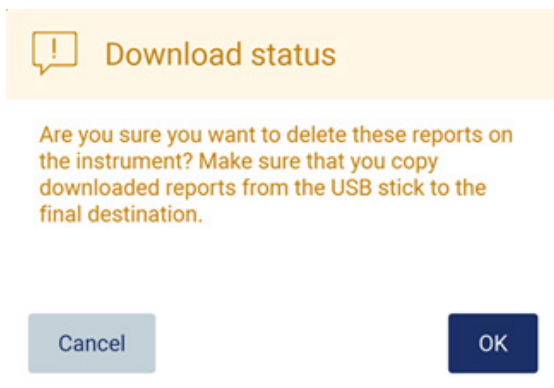 Download status
Are you sure you want to delete these reports on
the instrument? Make sure that you copy
downloaded reports from the USB stick to the
final destination.
Cancel
OK